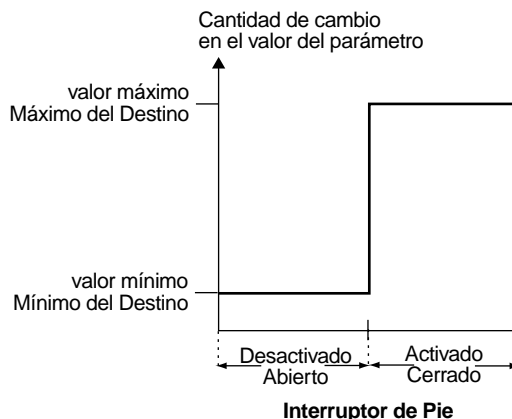 Cantidad de cambio
en el valor del parámetro
valor máximo
Máximo del Destino
valor mínimo
Mínimo del Destino
Desactivado
Abierto
Activado
Cerrado
Interruptor de Pie